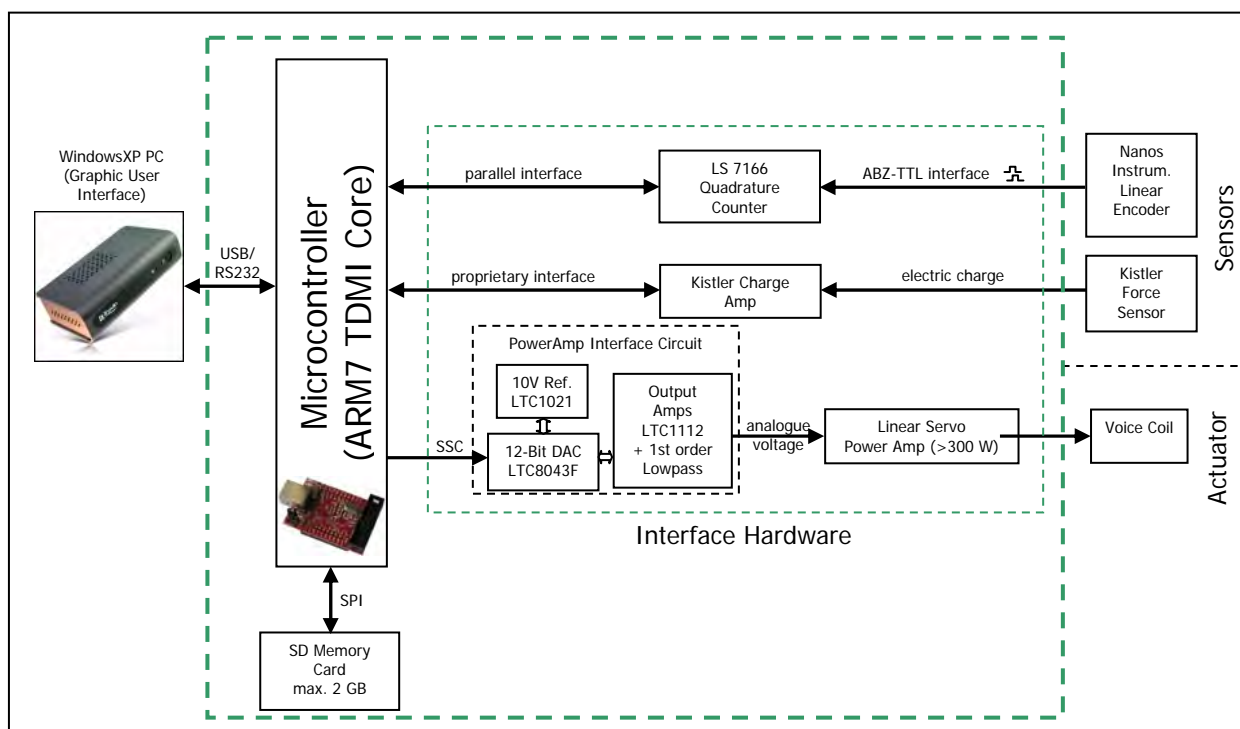 WindowsXP PC
(Graphic User
Interface)
USB/
RS232
Microcontroller
(ARM7 TDMI Core)
SPI
SD Memory
Card
max. 2 GB
parallel interface
LS 7166
Quadrature
Counter
ABZ-TTL interface
Nanos
Instrum.
Linear
Encoder
Sensors
proprietary interface
Kistler Charge
Amp
electric charge
Kistler
Force
Sensor
PowerAmp Interface Circuit
10V Ref.
LTC1021
SSC
12-Bit DAC
LTC8043F
Output
Amps
LTC1112
+ 1st order
Lowpass
analogue
voltage
Linear Servo
Power Amp (>300 W)
Voice Coil
Actuator
Interface Hardware